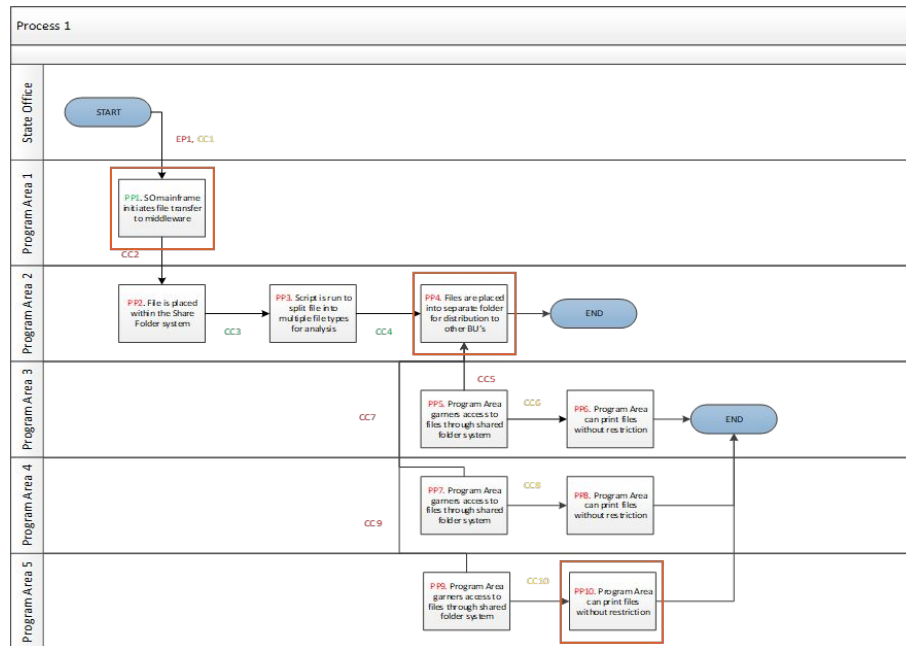 Process 1
State Office
START
EP1, CC1
Program Area 1
PP1. SO mainframe
initiates file transfer
to middleware
CC2
Program Area 2
PP2. File is placed
within the Share
Folder system
CC3
PP3. Script is run to
split file into
multiple file types
for analysis
CC4
PP4. Files are placed
into separate folder
for distribution to
other BU's
END
Program Area 3
CC5
CC7
PP5. Program Area
garners access to
files through shared
folder system
CC6
PP6. Program Area
can print files
without restriction
END
Program Area 4
PP7. Program Area
garners access to
files through shared
folder system
CC8
PP8. Program Area
can print files
without restriction
CC9
Program Area 5
PP9. Program Area
garners access to
files through shared
folder system
CC10
PP10. Program Area
can print files
without restriction